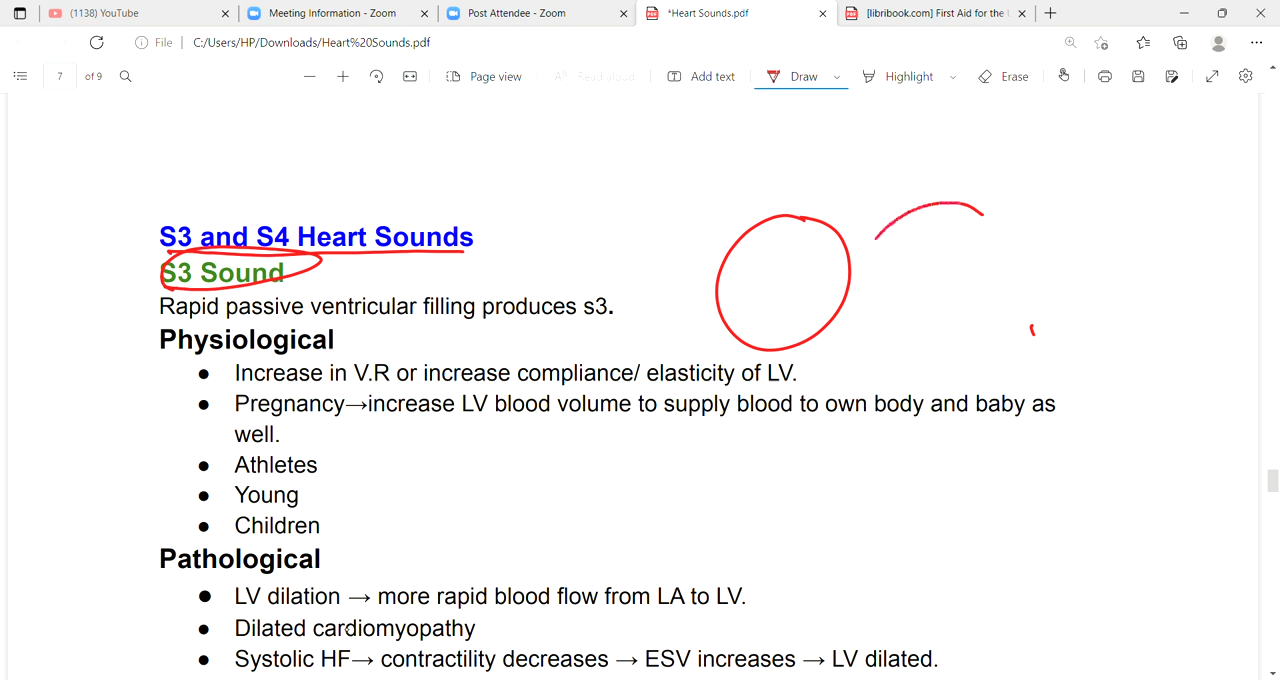 (1138) YouTube
Meeting Information - Zoom
Post Attendee - Zoom
*Heart Sounds.pdf
[libribook.com] First Aid for the
File
C:/Users/HP/Downloads/Heart%20Sounds.pdf
7 of 9
Page view
Read aloud
Add text
Draw
Highlight
Erase
S3 and S4 Heart Sounds
S3 Sound
Rapid passive ventricular filling produces s3.
Physiological
● Increase in V.R or increase compliance/ elasticity of LV.
● Pregnancy→increase LV blood volume to supply blood to own body and baby as
well.
● Athletes
● Young
● Children
Pathological
● LV dilation → more rapid blood flow from LA to LV.
● Dilated cardiomyopathy
● Systolic HF→ contractility decreases → ESV increases → LV dilated.